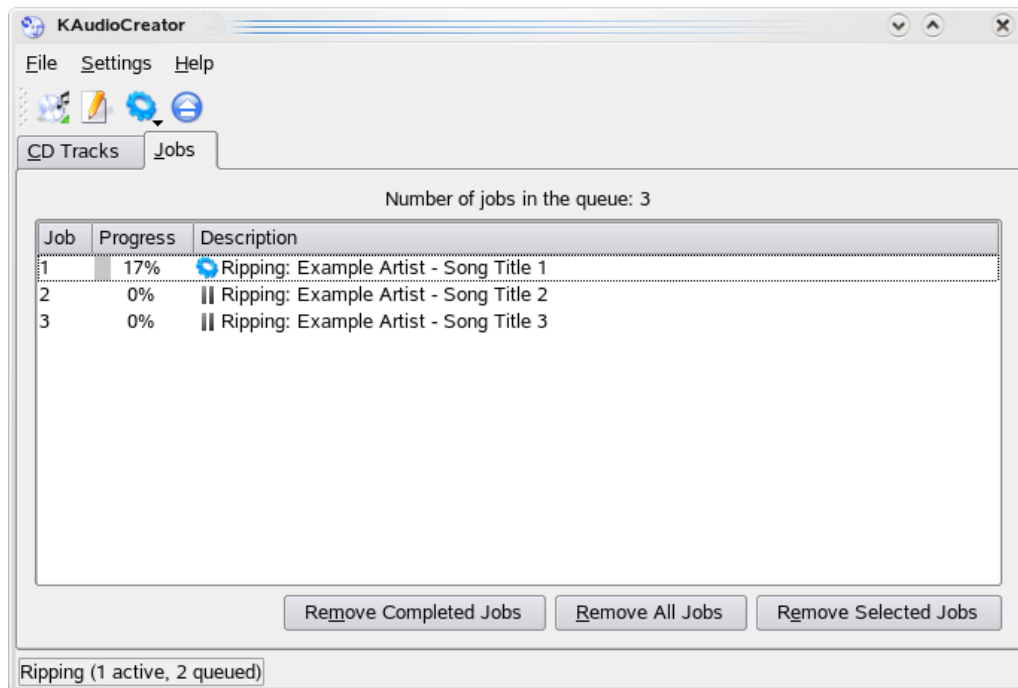 KAudioCreator
File Settings Help
CD Tracks Jobs
Number of jobs in the queue: 3
Job Progress Description
1 17% Ripping: Example Artist - Song Title 1
2 0% Ripping: Example Artist - Song Title 2
3 0% Ripping: Example Artist - Song Title 3
Remove Completed Jobs Remove All Jobs Remove Selected Jobs
Ripping (1 active, 2 queued)